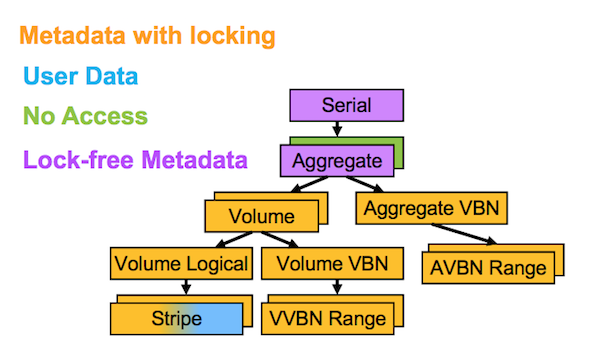 Metadata with locking
User Data
No Access
Lock-free Metadata
Serial
Aggregate
Volume
Aggregate VBN
Volume Logical
Volume VBN
AVBN Range
Stripe
VVBN Range